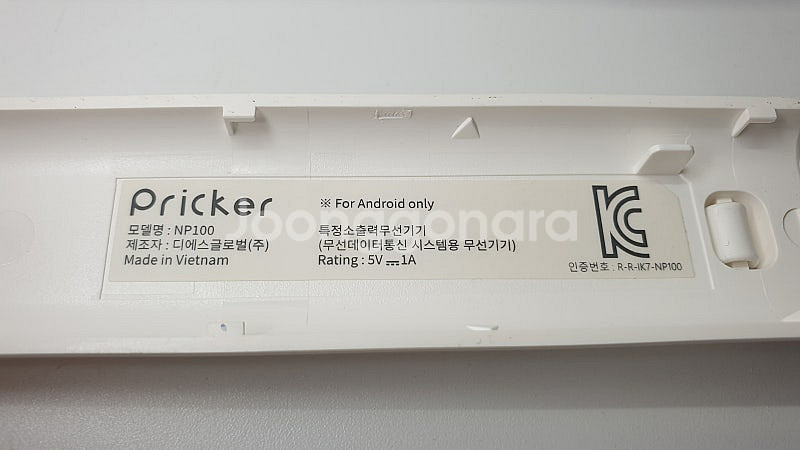 Pricker
※ For Android only
모델명 : NP100
제조자 : 디에스글로벌(주)
Made in Vietnam
특정소출력무선기기
(무선데이터통신 시스템용 무선기기)
Rating : 5V ⎓ 1A
인증번호 : R-R-IK7-NP100
Joonggonara